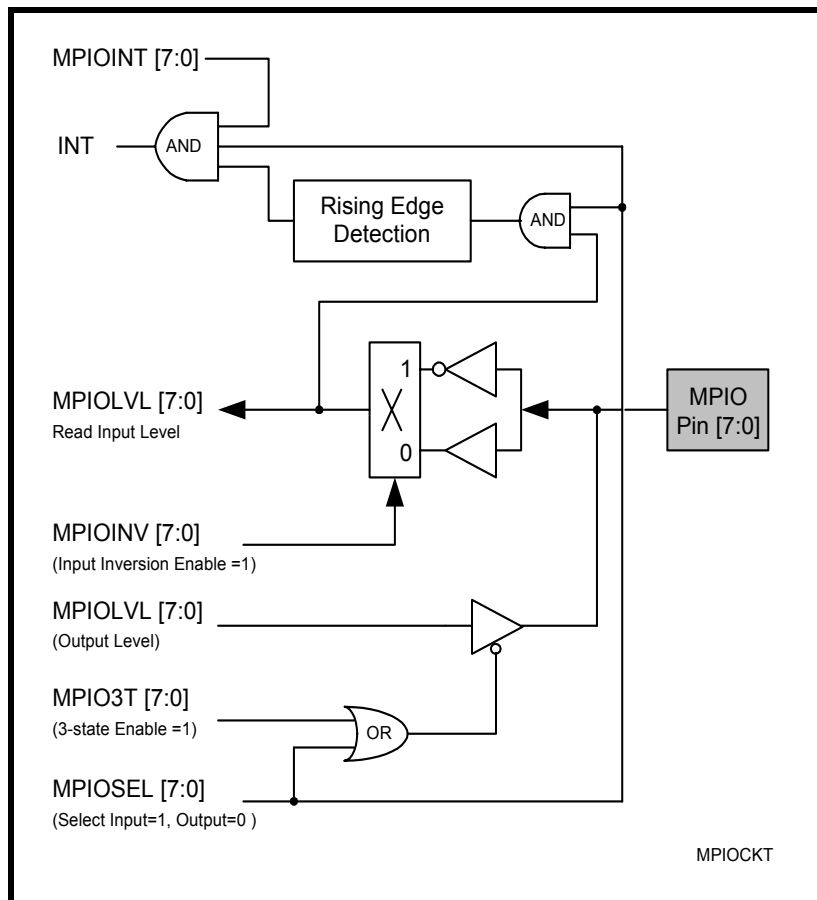 MPIOINT [7:0]
INT
AND
Rising Edge
Detection
AND
MPIOLVL [7:0]
Read Input Level
1
0
MPIO
Pin [7:0]
MPIOINV [7:0]
(Input Inversion Enable =1)
MPIOLVL [7:0]
(Output Level)
MPIO3T [7:0]
(3-state Enable =1)
OR
MPIOSEL [7:0]
(Select Input=1, Output=0 )
MPIOCKT